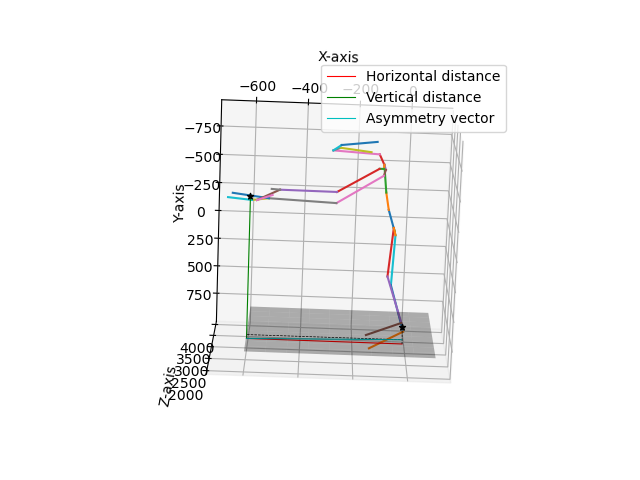 X-axis
−600 −400 −200 0
Horizontal distance
Vertical distance
Asymmetry vector
Y-axis
−750
−500
−250
0
250
500
750
Z-axis
4000
3500
3000
2500
2000